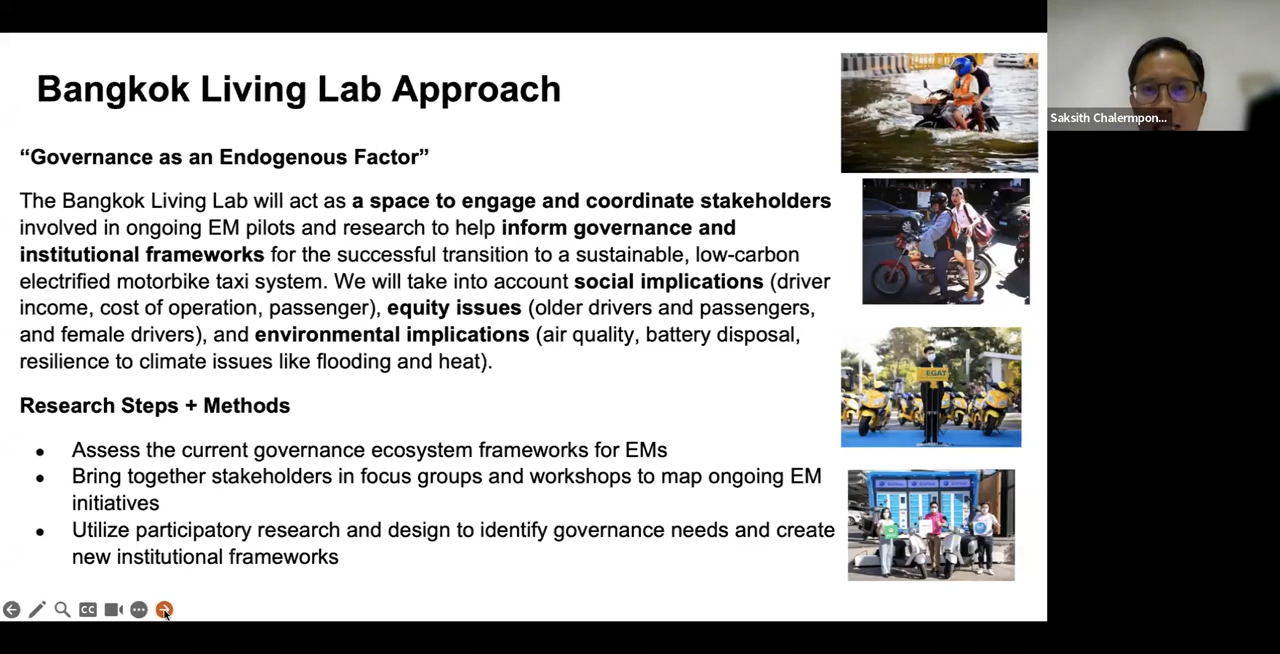 Bangkok Living Lab Approach
“Governance as an Endogenous Factor”
The Bangkok Living Lab will act as a space to engage and coordinate stakeholders
involved in ongoing EM pilots and research to help inform governance and
institutional frameworks for the successful transition to a sustainable, low-carbon
electrified motorbike taxi system. We will take into account social implications (driver
income, cost of operation, passenger), equity issues (older drivers and passengers,
and female drivers), and environmental implications (air quality, battery disposal,
resilience to climate issues like flooding and heat).
Research Steps + Methods
● Assess the current governance ecosystem frameworks for EMs
● Bring together stakeholders in focus groups and workshops to map ongoing EM
initiatives
● Utilize participatory research and design to identify governance needs and create
new institutional frameworks
EGAT
CC
Saksith Chalermpon...